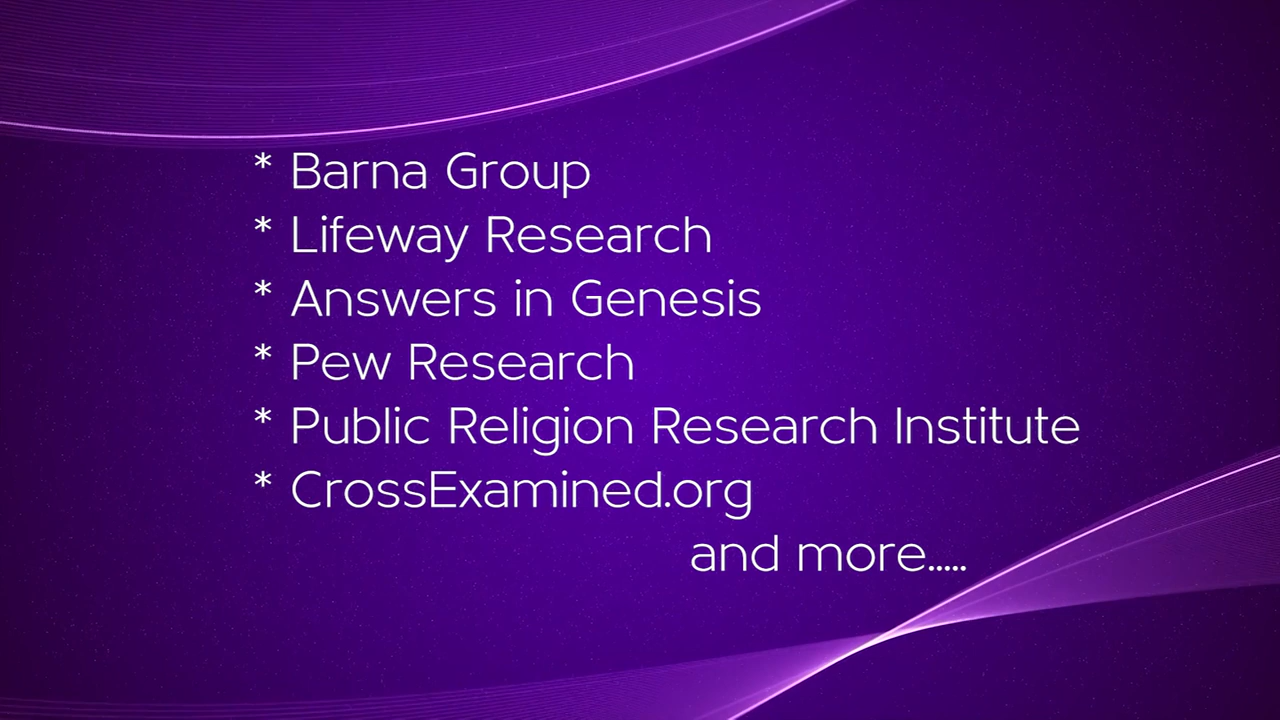 * Barna Group
* Lifeway Research
* Answers in Genesis
* Pew Research
* Public Religion Research Institute
* CrossExamined.org
and more.....